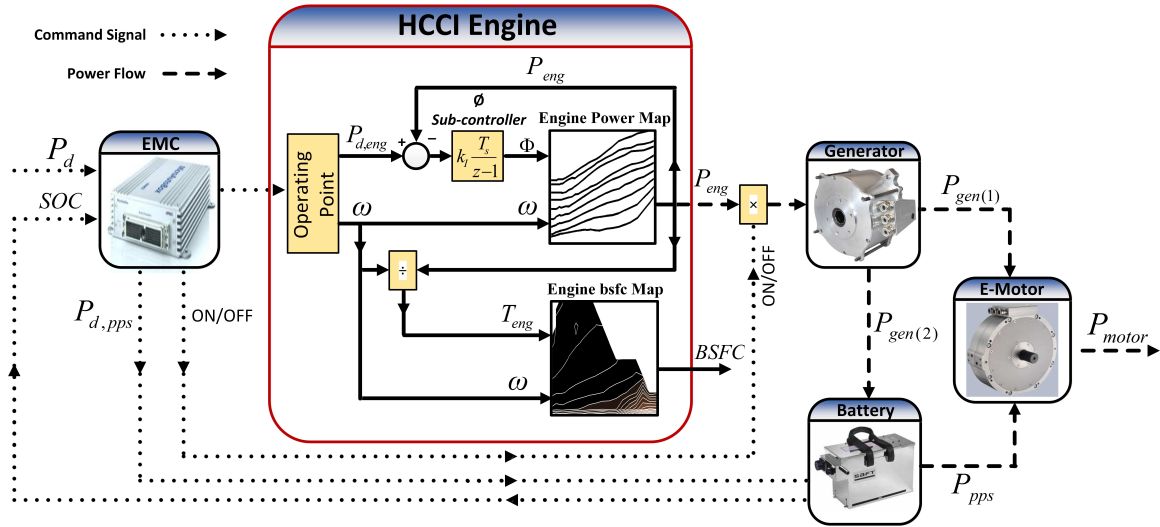 HCCI Engine
Command Signal
Power Flow
P_eng
ø
Sub-controller
Engine Power Map
EMC
P_d
SOC
Operating Point
P_d,eng
+
−
k_I T_s / z−1
Φ
ω
ω
P_eng
×
Generator
P_gen(1)
÷
ON/OFF
Engine bsfc Map
T_eng
ω
BSFC
P_d,pps
ON/OFF
P_gen(2)
E-Motor
P_motor
Battery
SAFT
P_pps